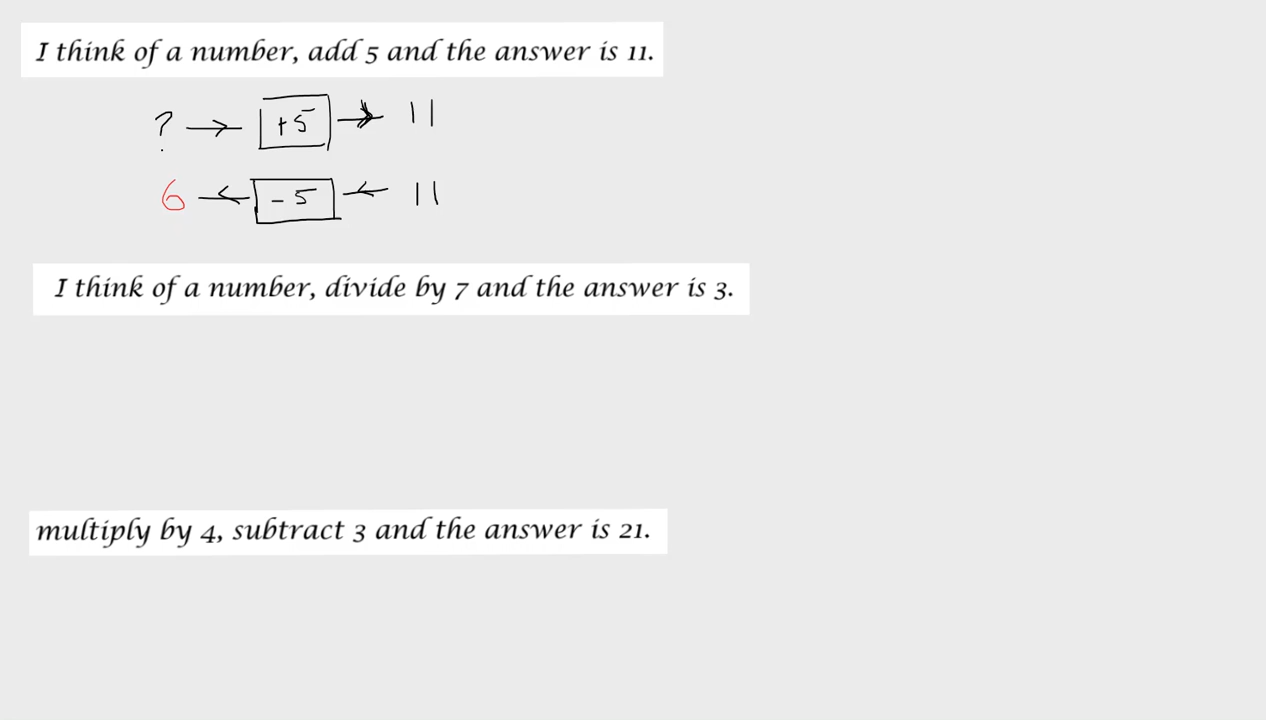 I think of a number, add 5 and the answer is 11.
? → +5 → 11
6 ← -5 ← 11
I think of a number, divide by 7 and the answer is 3.
multiply by 4, subtract 3 and the answer is 21.